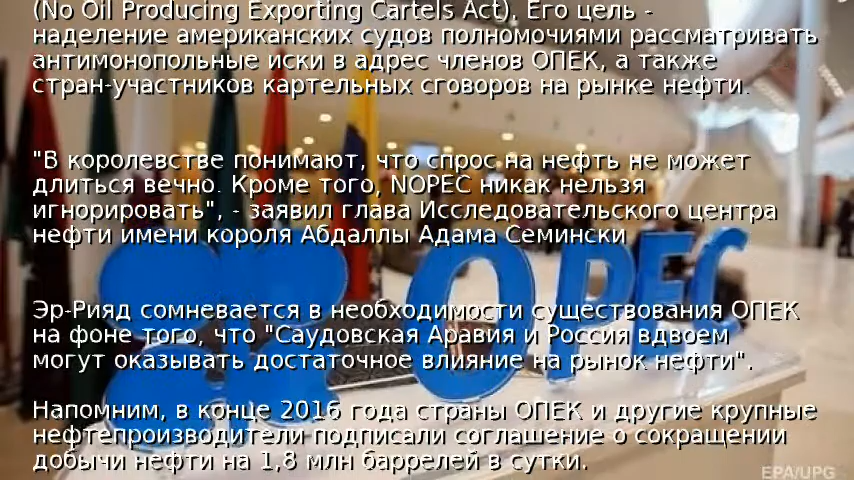 (No Oil Producing Exporting Cartels Act). Его цель -
наделение американских судов полномочиями рассматривать
антимонопольные иски в адрес членов ОПЕК, а также
стран-участников картельных сговоров на рынке нефти.
"В королевстве понимают, что спрос на нефть не может
длиться вечно. Кроме того, NOPEC никак нельзя
игнорировать", - заявил глава Исследовательского центра
нефти имени короля Абдаллы Адама Семински
OPEC
Эр-Рияд сомневается в необходимости существования ОПЕК
на фоне того, что "Саудовская Аравия и Россия вдвоем
могут оказывать достаточное влияние на рынок нефти".
Напомним, в конце 2016 года страны ОПЕК и другие крупные
нефтепроизводители подписали соглашение о сокращении
добычи нефти на 1,8 млн баррелей в сутки.
EPA/UPG